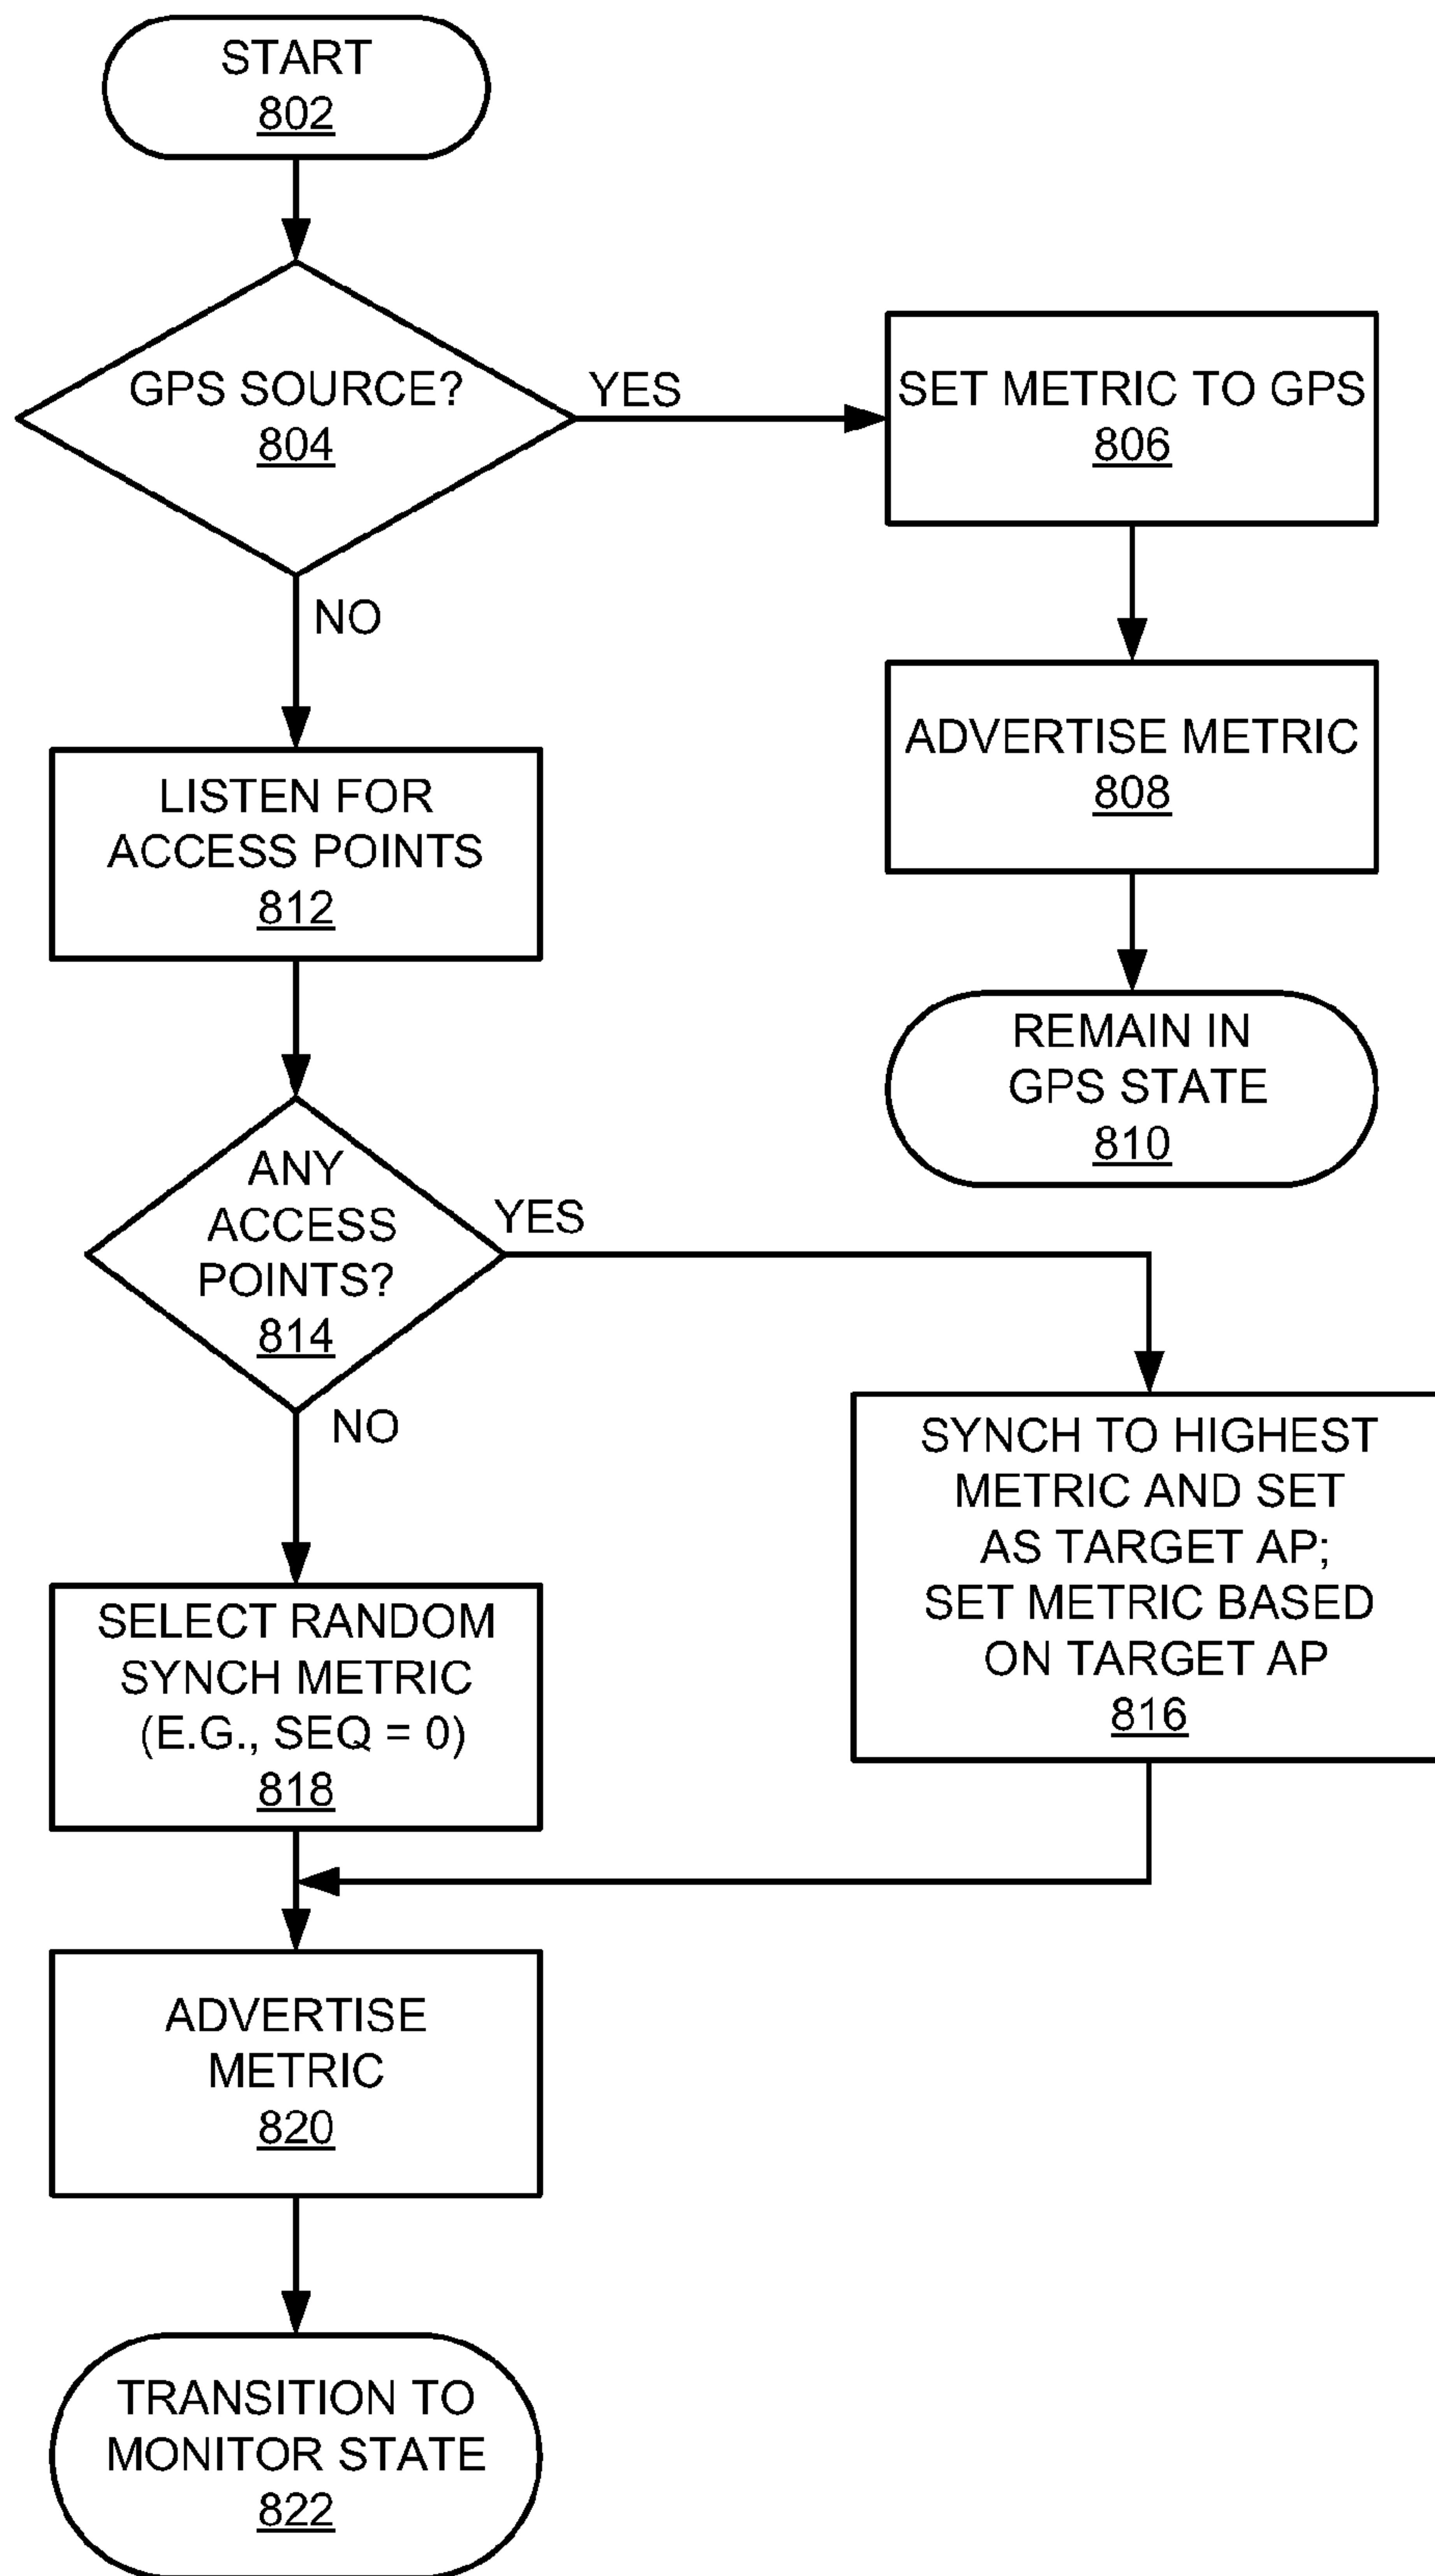 START
802
GPS SOURCE?
804
YES
SET METRIC TO GPS
806
NO
ADVERTISE METRIC
808
LISTEN FOR
ACCESS POINTS
812
REMAIN IN
GPS STATE
810
ANY
ACCESS
POINTS?
814
YES
NO
SYNCH TO HIGHEST
METRIC AND SET
AS TARGET AP;
SET METRIC BASED
ON TARGET AP
816
SELECT RANDOM
SYNCH METRIC
(E.G., SEQ = 0)
818
ADVERTISE
METRIC
820
TRANSITION TO
MONITOR STATE
822